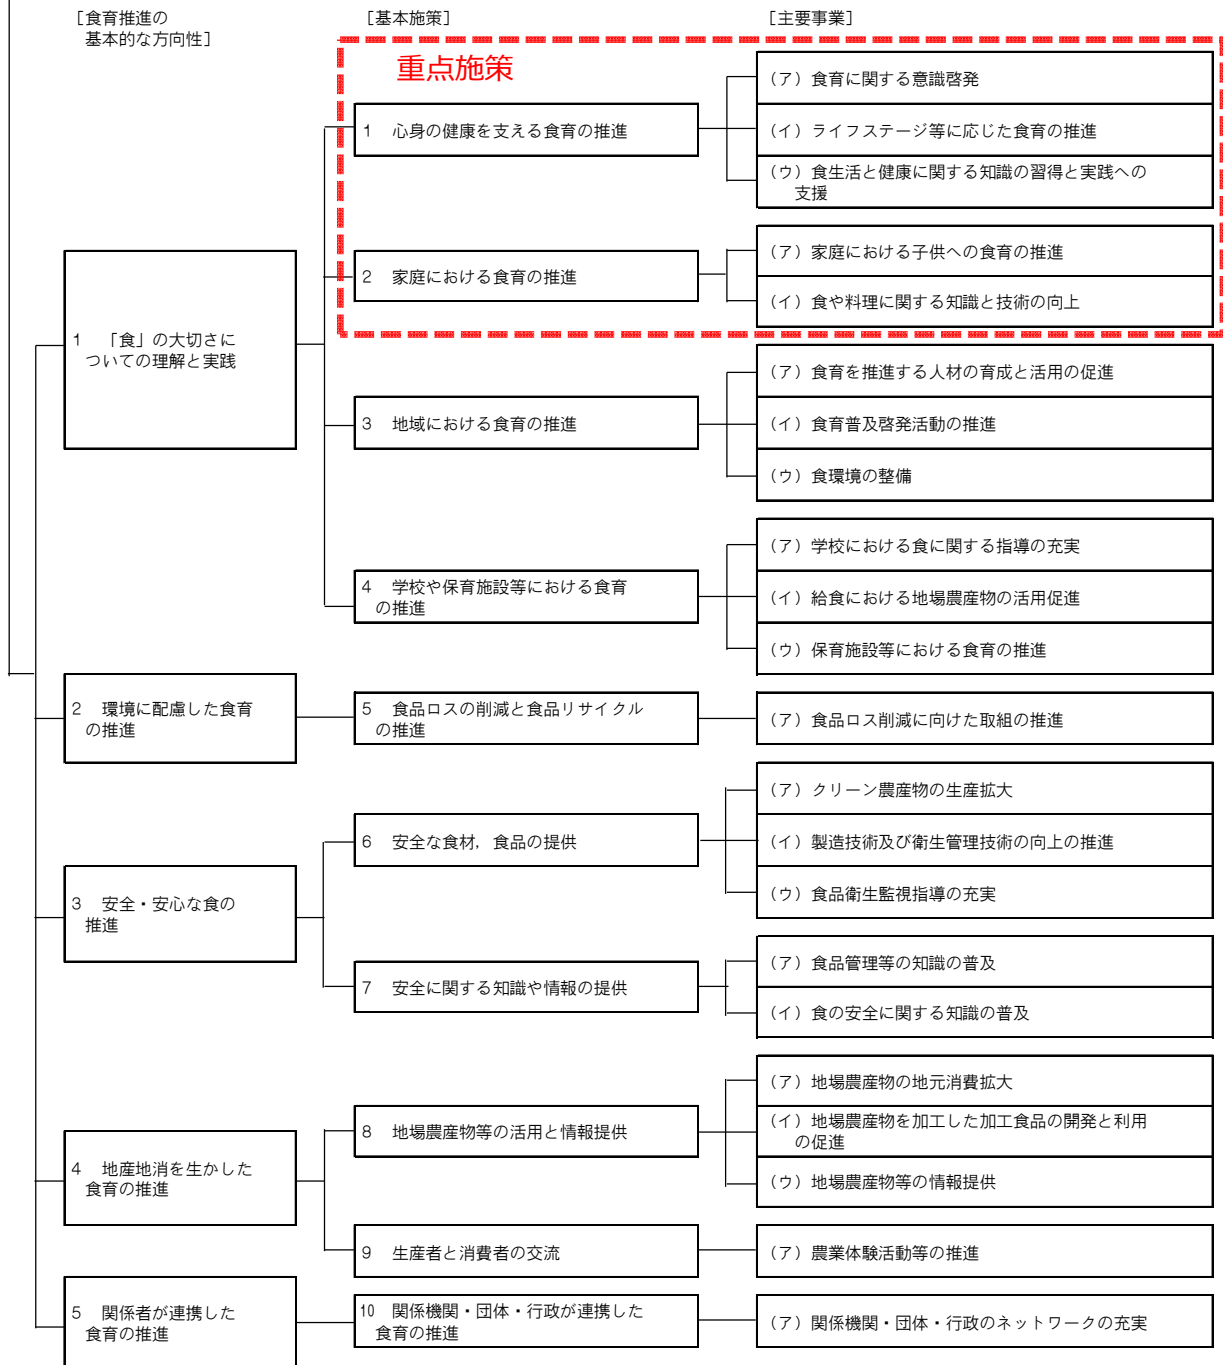 ［食育推進の
基本的な方向性］
［基本施策］
［主要事業］
重点施策
（ア）食育に関する意識啓発
1　心身の健康を支える食育の推進
（イ）ライフステージ等に応じた食育の推進
（ウ）食生活と健康に関する知識の習得と実践への
支援
（ア）家庭における子供への食育の推進
2　家庭における食育の推進
（イ）食や料理に関する知識と技術の向上
1　「食」の大切さに
ついての理解と実践
（ア）食育を推進する人材の育成と活用の促進
3　地域における食育の推進
（イ）食育普及啓発活動の推進
（ウ）食環境の整備
（ア）学校における食に関する指導の充実
4　学校や保育施設等における食育
の推進
（イ）給食における地場農産物の活用促進
（ウ）保育施設等における食育の推進
2　環境に配慮した食育
の推進
5　食品ロスの削減と食品リサイクル
の推進
（ア）食品ロス削減に向けた取組の推進
（ア）クリーン農産物の生産拡大
6　安全な食材，食品の提供
（イ）製造技術及び衛生管理技術の向上の推進
（ウ）食品衛生監視指導の充実
3　安全・安心な食の
推進
（ア）食品管理等の知識の普及
7　安全に関する知識や情報の提供
（イ）食の安全に関する知識の普及
（ア）地場農産物の地元消費拡大
8　地場農産物等の活用と情報提供
（イ）地場農産物を加工した加工食品の開発と利用
の促進
（ウ）地場農産物等の情報提供
4　地産地消を生かした
食育の推進
9　生産者と消費者の交流
（ア）農業体験活動等の推進
5　関係者が連携した
食育の推進
10　関係機関・団体・行政が連携した
食育の推進
（ア）関係機関・団体・行政のネットワークの充実